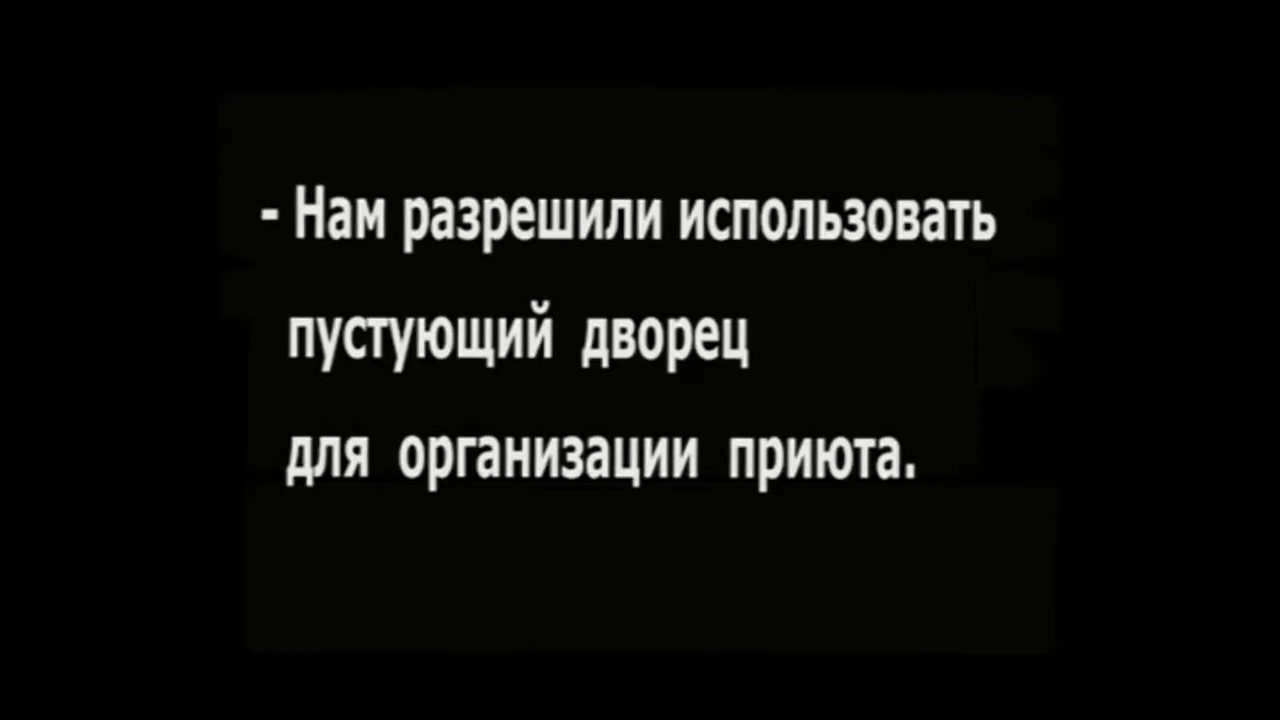 - Нам разрешили использовать
пустующий дворец
для организации приюта.